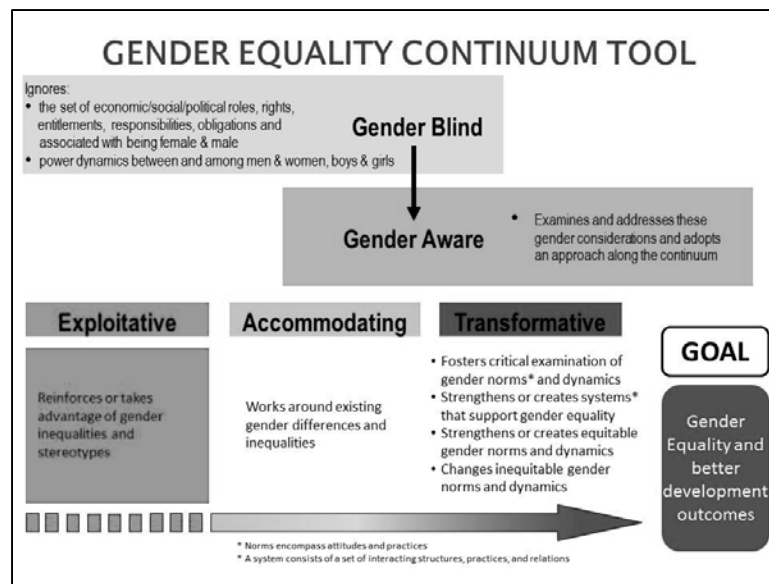 GENDER EQUALITY CONTINUUM TOOL
Ignores:
• the set of economic/social/political roles, rights,
entitlements, responsibilities, obligations and
associated with being female & male
• power dynamics between and among men & women, boys & girls
Gender Blind
Gender Aware
• Examines and addresses these
gender considerations and adopts
an approach along the continuum
Exploitative
Reinforces or takes
advantage of gender
inequalities and
stereotypes
Accommodating
Works around existing
gender differences and
inequalities
Transformative
• Fosters critical examination of
gender norms* and dynamics
• Strengthens or creates systems*
that support gender equality
• Strengthens or creates equitable
gender norms and dynamics
• Changes inequitable gender
norms and dynamics
GOAL
Gender
Equality and
better
development
outcomes
* Norms encompass attitudes and practices
* A system consists of a set of interacting structures, practices, and relations